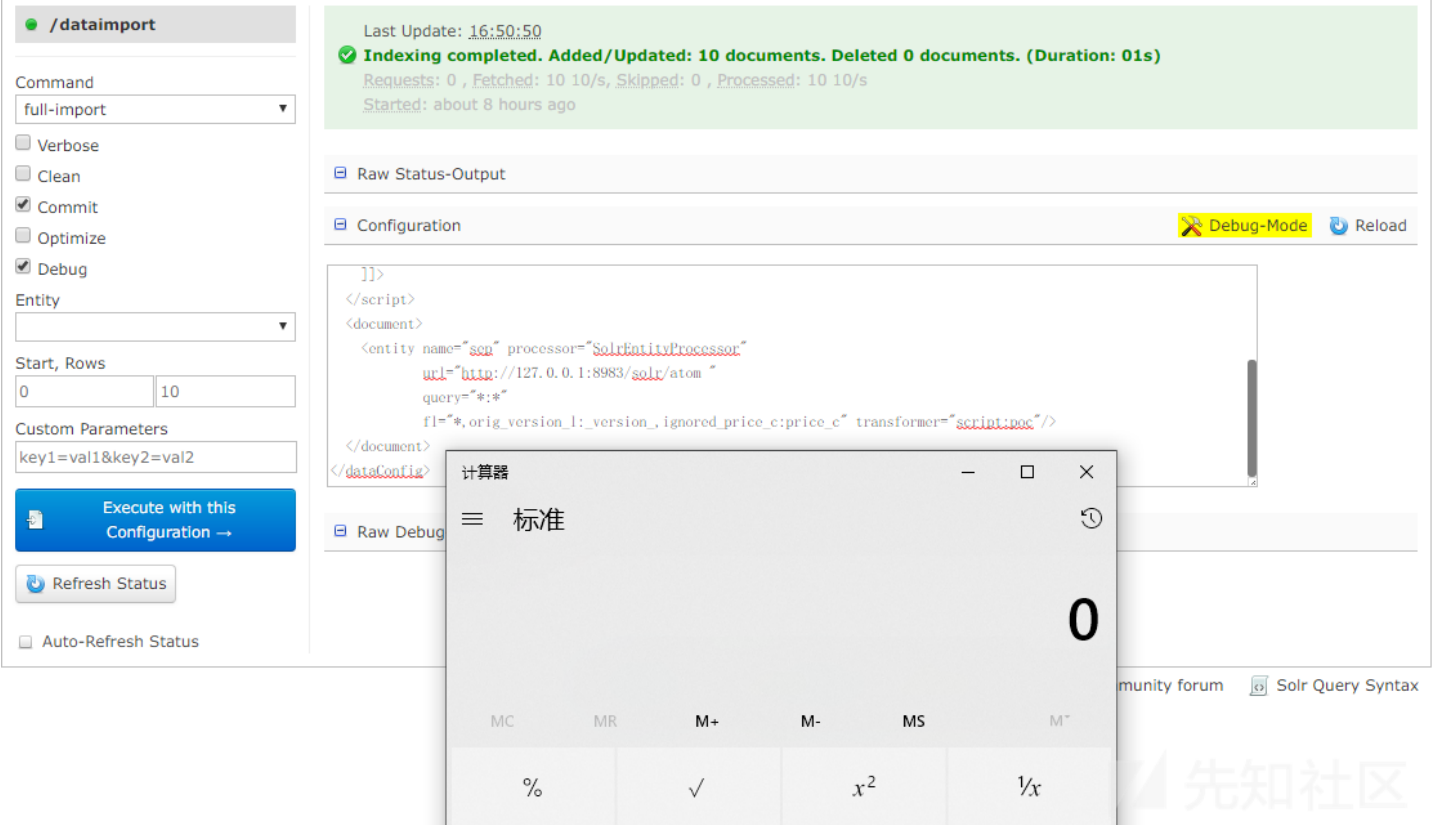 /dataimport
Command
full-import
Verbose
Clean
Commit
Optimize
Debug
Entity
Start, Rows
0 10
Custom Parameters
key1=val1&key2=val2
Execute with this
Configuration →
Refresh Status
Auto-Refresh Status
Last Update: 16:50:50
Indexing completed. Added/Updated: 10 documents. Deleted 0 documents. (Duration: 01s)
Requests: 0 , Fetched: 10 10/s, Skipped: 0 , Processed: 10 10/s
Started: about 8 hours ago
Raw Status-Output
Configuration Debug-Mode Reload
]]>
</script>
<document>
<entity name="sep" processor="SolrEntityProcessor"
url="http://127.0.0.1:8983/solr/atom "
query="*:*"
fl="*,orig_version_l:_version_,ignored_price_c:price_c" transformer="script:poc"/>
</document>
</dataConfig>
Raw Debug
计算器
标准
0
MC MR M+ M- MS M˅
% √ x² ⅟x
munity forum Solr Query Syntax
先知社区